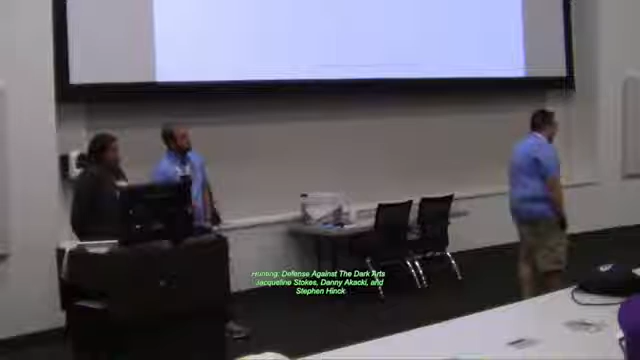 Hunting: Defense Against The Dark Arts
Jacqueline Stokes, Danny Akacki, and
Stephen Hinck